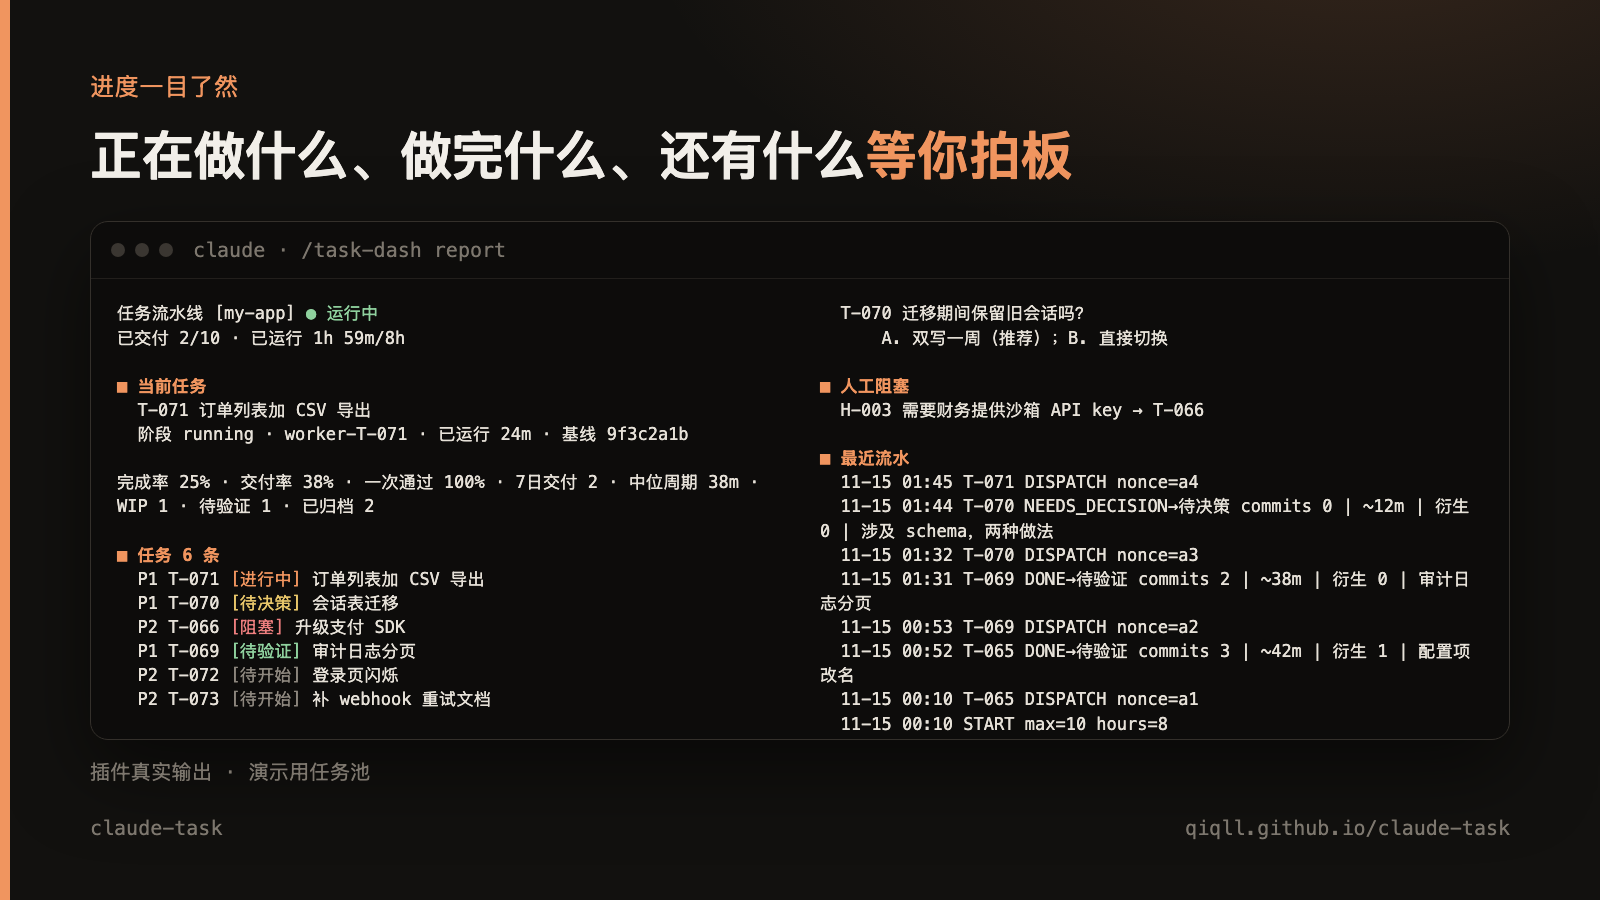 进度一目了然
正在做什么、做完什么、还有什么等你拍板
claude · /task-dash report
任务流水线 [my-app] ● 运行中
已交付 2/10 · 已运行 1h 59m/8h
■ 当前任务
T-071 订单列表加 CSV 导出
阶段 running · worker-T-071 · 已运行 24m · 基线 9f3c2a1b
完成率 25% · 交付率 38% · 一次通过 100% · 7日交付 2 · 中位周期 38m ·
WIP 1 · 待验证 1 · 已归档 2
■ 任务 6 条
P1 T-071 [进行中] 订单列表加 CSV 导出
P1 T-070 [待决策] 会话表迁移
P2 T-066 [阻塞] 升级支付 SDK
P1 T-069 [待验证] 审计日志分页
P2 T-072 [待开始] 登录页闪烁
P2 T-073 [待开始] 补 webhook 重试文档
T-070 迁移期间保留旧会话吗?
A. 双写一周（推荐）; B. 直接切换
■ 人工阻塞
H-003 需要财务提供沙箱 API key → T-066
■ 最近流水
11-15 01:45 T-071 DISPATCH nonce=a4
11-15 01:44 T-070 NEEDS_DECISION→待决策 commits 0 | ~12m | 衍生
0 | 涉及 schema, 两种做法
11-15 01:32 T-070 DISPATCH nonce=a3
11-15 01:31 T-069 DONE→待验证 commits 2 | ~38m | 衍生 0 | 审计日
志分页
11-15 00:53 T-069 DISPATCH nonce=a2
11-15 00:52 T-065 DONE→待验证 commits 3 | ~42m | 衍生 1 | 配置项
改名
11-15 00:10 T-065 DISPATCH nonce=a1
11-15 00:10 START max=10 hours=8
插件真实输出 · 演示用任务池
claude-task
qiqll.github.io/claude-task